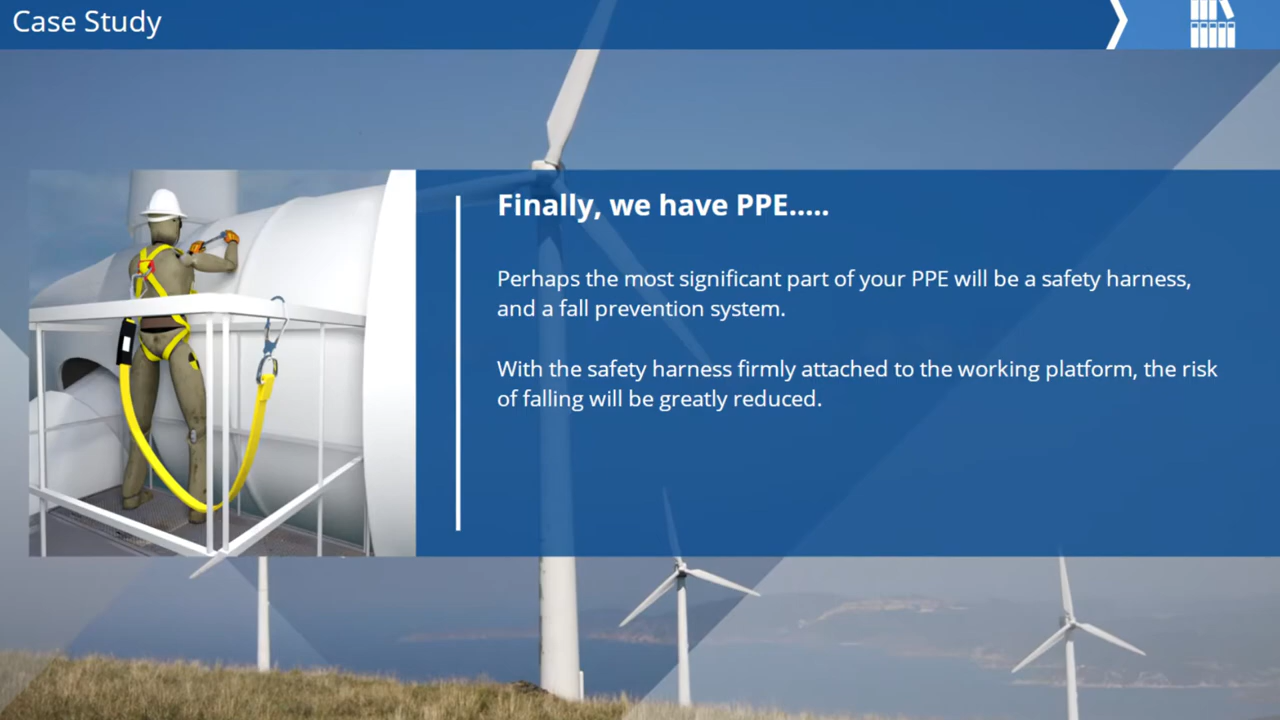 Case Study
Finally, we have PPE.....
Perhaps the most significant part of your PPE will be a safety harness,
and a fall prevention system.
With the safety harness firmly attached to the working platform, the risk
of falling will be greatly reduced.